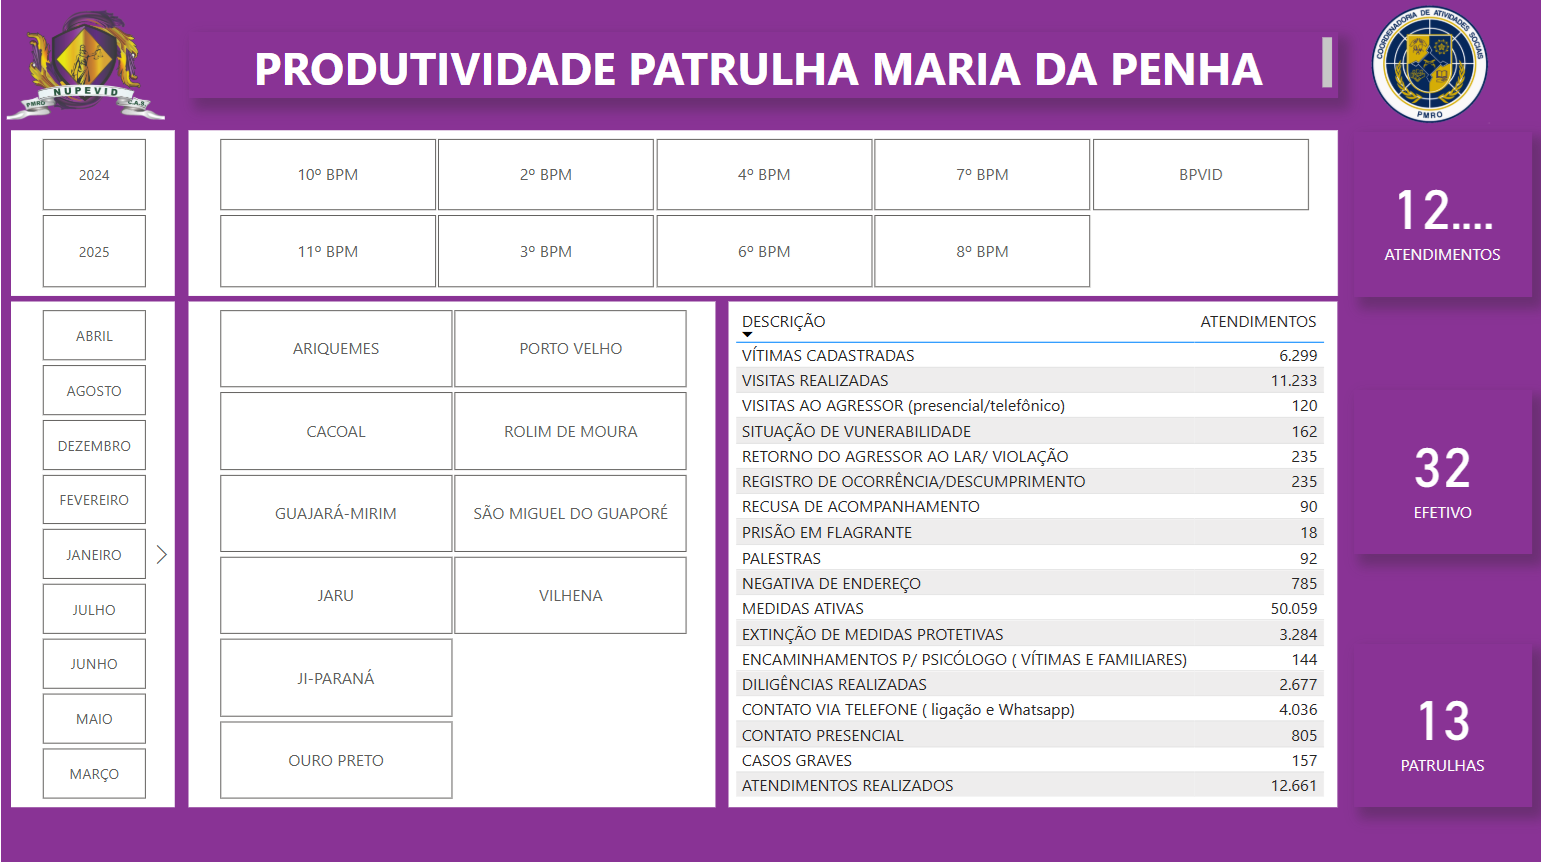 NUPEVID
PMRO
C.A.S
PRODUTIVIDADE PATRULHA MARIA DA PENHA
COORDENADORIA DE ATIVIDADES SOCIAIS
PMRO
2024
2025
10º BPM
2º BPM
4º BPM
7º BPM
BPVID
11º BPM
3º BPM
6º BPM
8º BPM
12....
ATENDIMENTOS
ABRIL
AGOSTO
DEZEMBRO
FEVEREIRO
JANEIRO
JULHO
JUNHO
MAIO
MARÇO
ARIQUEMES
PORTO VELHO
CACOAL
ROLIM DE MOURA
GUAJARÁ-MIRIM
SÃO MIGUEL DO GUAPORÉ
JARU
VILHENA
JI-PARANÁ
OURO PRETO
DESCRIÇÃO ATENDIMENTOS
VÍTIMAS CADASTRADAS 6.299
VISITAS REALIZADAS 11.233
VISITAS AO AGRESSOR (presencial/telefônico) 120
SITUAÇÃO DE VUNERABILIDADE 162
RETORNO DO AGRESSOR AO LAR/ VIOLAÇÃO 235
REGISTRO DE OCORRÊNCIA/DESCUMPRIMENTO 235
RECUSA DE ACOMPANHAMENTO 90
PRISÃO EM FLAGRANTE 18
PALESTRAS 92
NEGATIVA DE ENDEREÇO 785
MEDIDAS ATIVAS 50.059
EXTINÇÃO DE MEDIDAS PROTETIVAS 3.284
ENCAMINHAMENTOS P/ PSICÓLOGO ( VÍTIMAS E FAMILIARES) 144
DILIGÊNCIAS REALIZADAS 2.677
CONTATO VIA TELEFONE ( ligação e Whatsapp) 4.036
CONTATO PRESENCIAL 805
CASOS GRAVES 157
ATENDIMENTOS REALIZADOS 12.661
32
EFETIVO
13
PATRULHAS